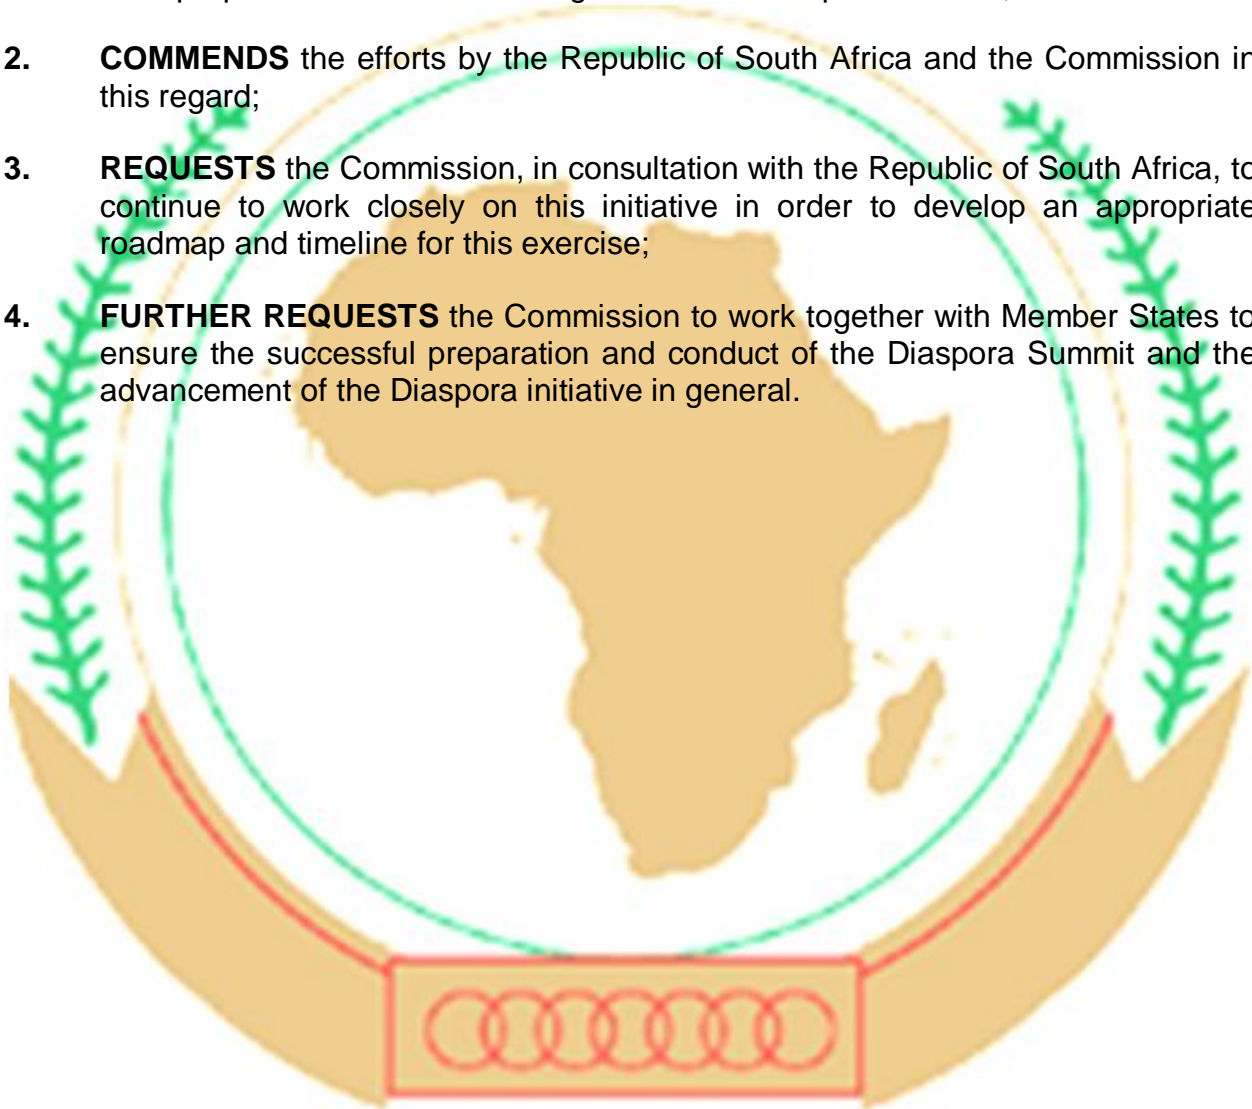 2. COMMENDS the efforts by the Republic of South Africa and the Commission in
this regard;
3. REQUESTS the Commission, in consultation with the Republic of South Africa, to
continue to work closely on this initiative in order to develop an appropriate
roadmap and timeline for this exercise;
4. FURTHER REQUESTS the Commission to work together with Member States to
ensure the successful preparation and conduct of the Diaspora Summit and the
advancement of the Diaspora initiative in general.